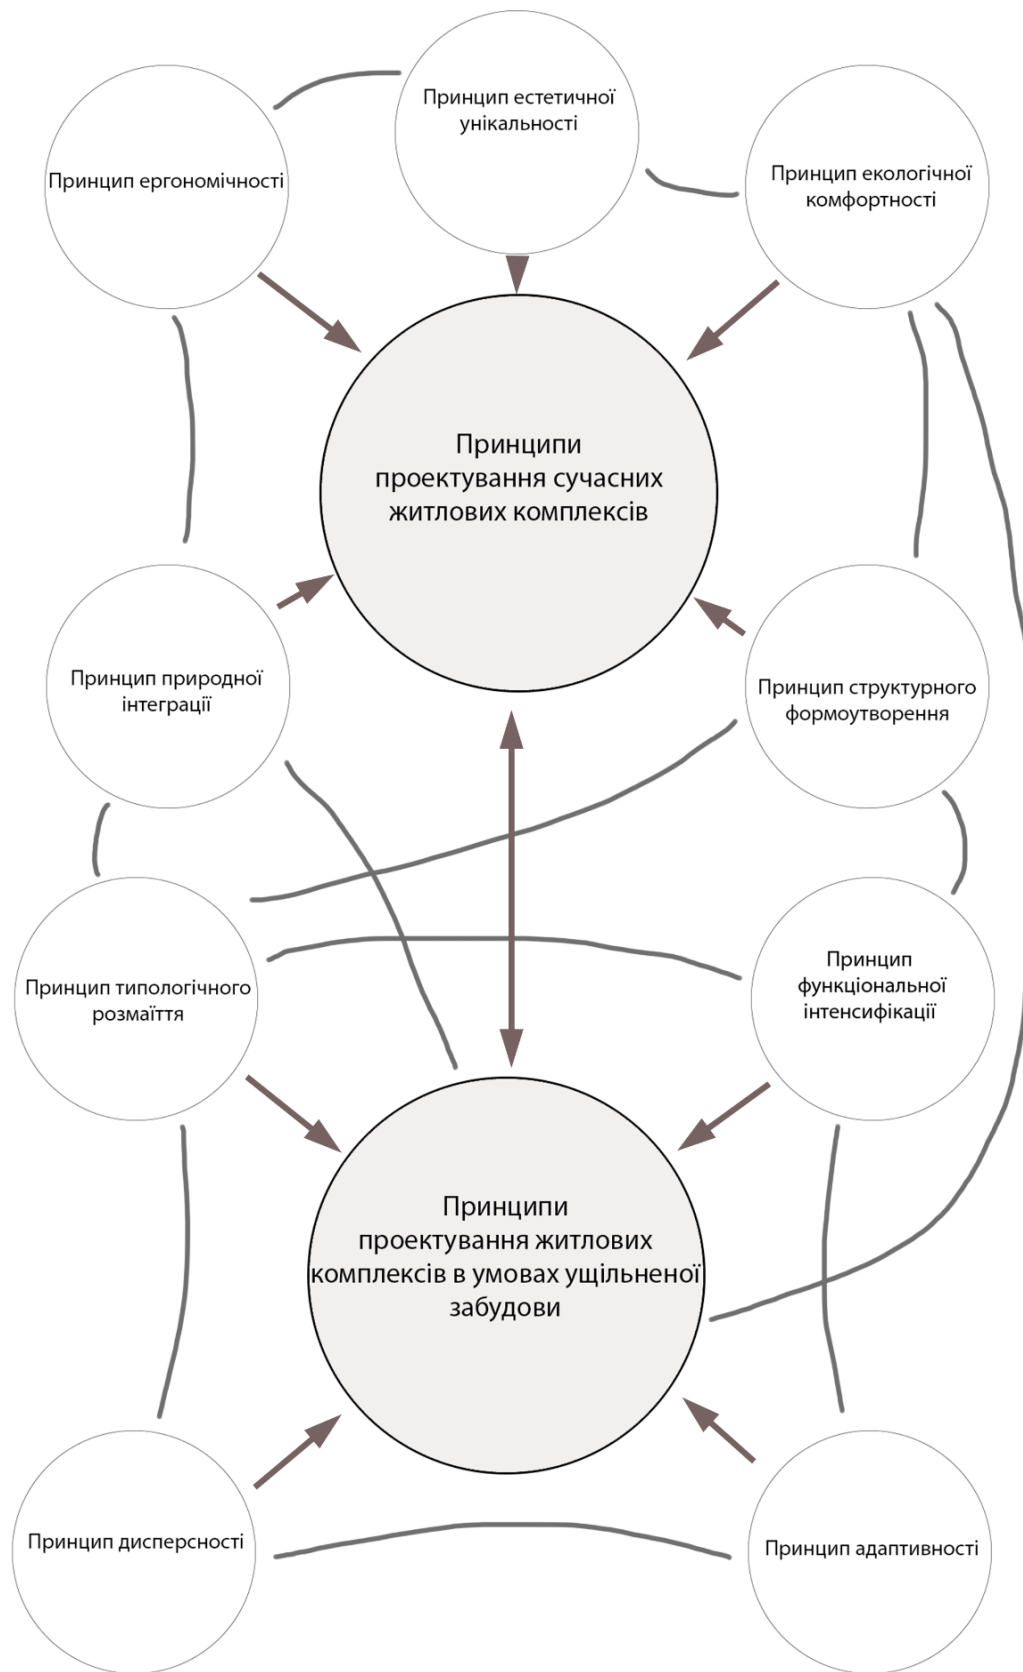 Принцип естетичної
унікальності
Принцип ергономічності
Принцип екологічної
комфортності
Принципи
проектування сучасних
житлових комплексів
Принцип природної
інтеграції
Принцип структурного
формоутворення
Принцип типологічного
розмаїття
Принцип
функціональної
інтенсифікації
Принципи
проектування житлових
комплексів в умовах ущільненої
забудови
Принцип дисперсності
Принцип адаптивності